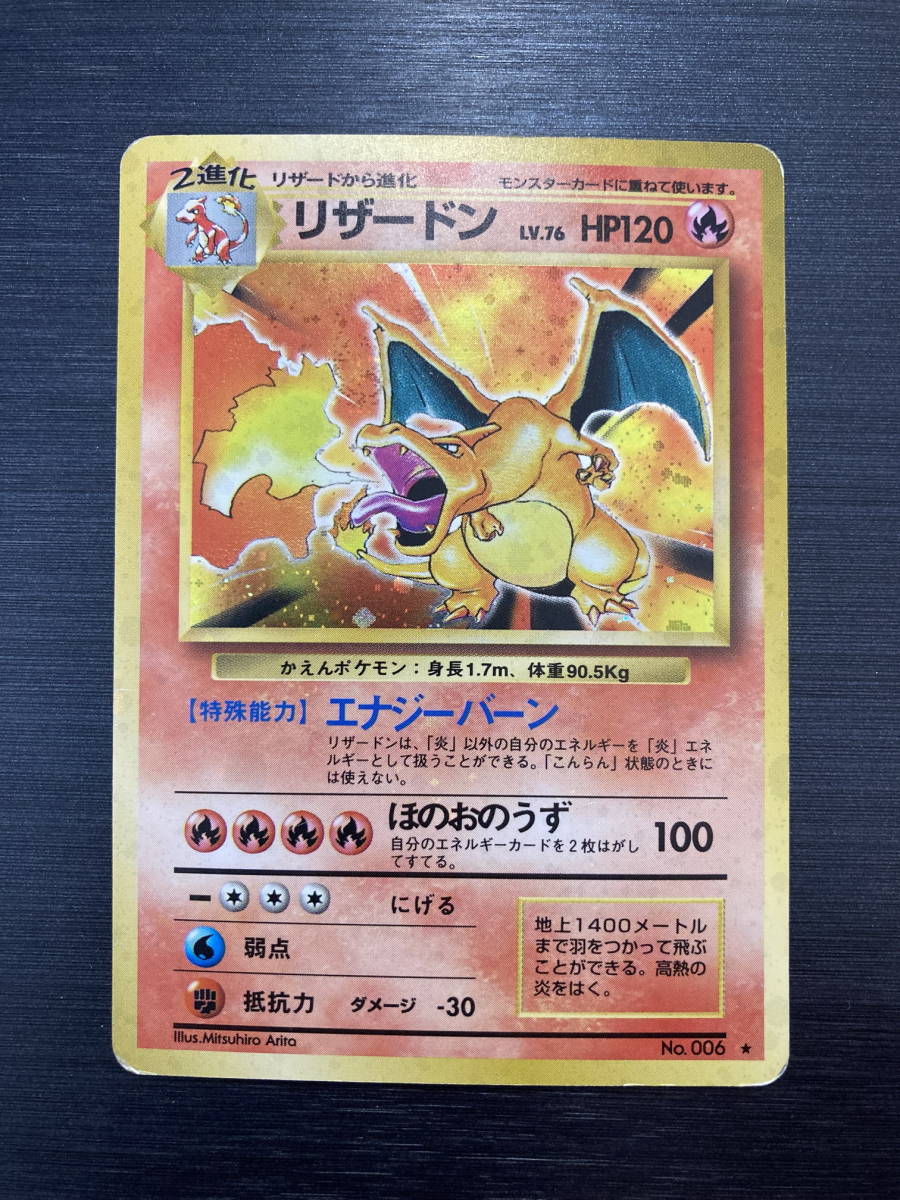 2進化 リザードから進化 モンスターカードに重ねて使います。
リザードン LV.76 HP120
かえんポケモン：身長1.7m、体重90.5Kg
【特殊能力】エナジーバーン
リザードンは、「炎」以外の自分のエネルギーを「炎」エネ
ルギーとして扱うことができる。「こんらん」状態のときに
は使えない。
ほのおのうず 100
自分のエネルギーカードを2枚はがし
てすてる。
にげる
弱点
抵抗力 ダメージ -30
地上1400メートル
まで羽をつかって飛ぶ
ことができる。高熱の
炎をはく。
Illus.Mitsuhiro Arita
No.006 ★